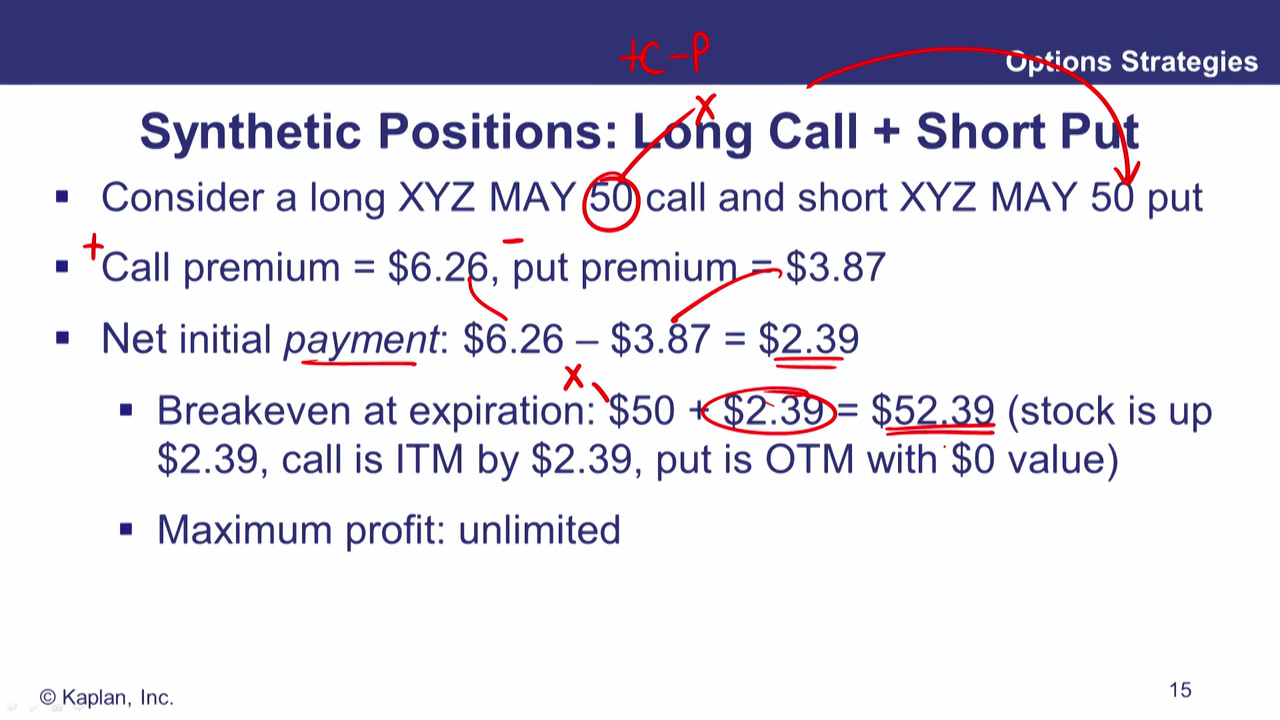 +C-P
Options Strategies
X
Synthetic Positions: Long Call + Short Put
▪ Consider a long XYZ MAY 50 call and short XYZ MAY 50 put
+ -
▪ Call premium = $6.26, put premium = $3.87
▪ Net initial payment: $6.26 – $3.87 = $2.39
X
▪ Breakeven at expiration: $50 + $2.39 = $52.39 (stock is up
$2.39, call is ITM by $2.39, put is OTM with $0 value)
▪ Maximum profit: unlimited
© Kaplan, Inc.
15